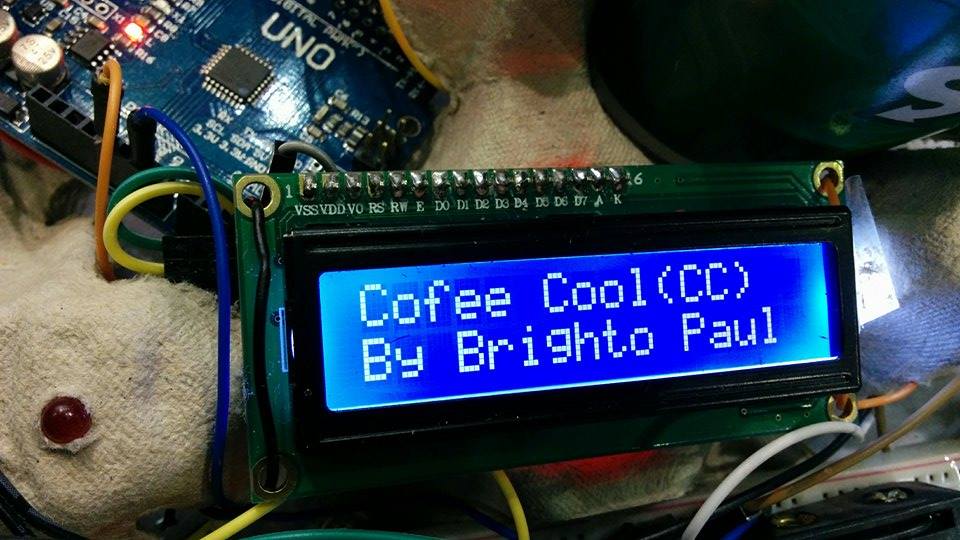 UNO
1
16
VSS VDD VO RS RW E D0 D1 D2 D3 D4 D5 D6 D7 A K
Cofee Cool(CC)
By Brighto Paul